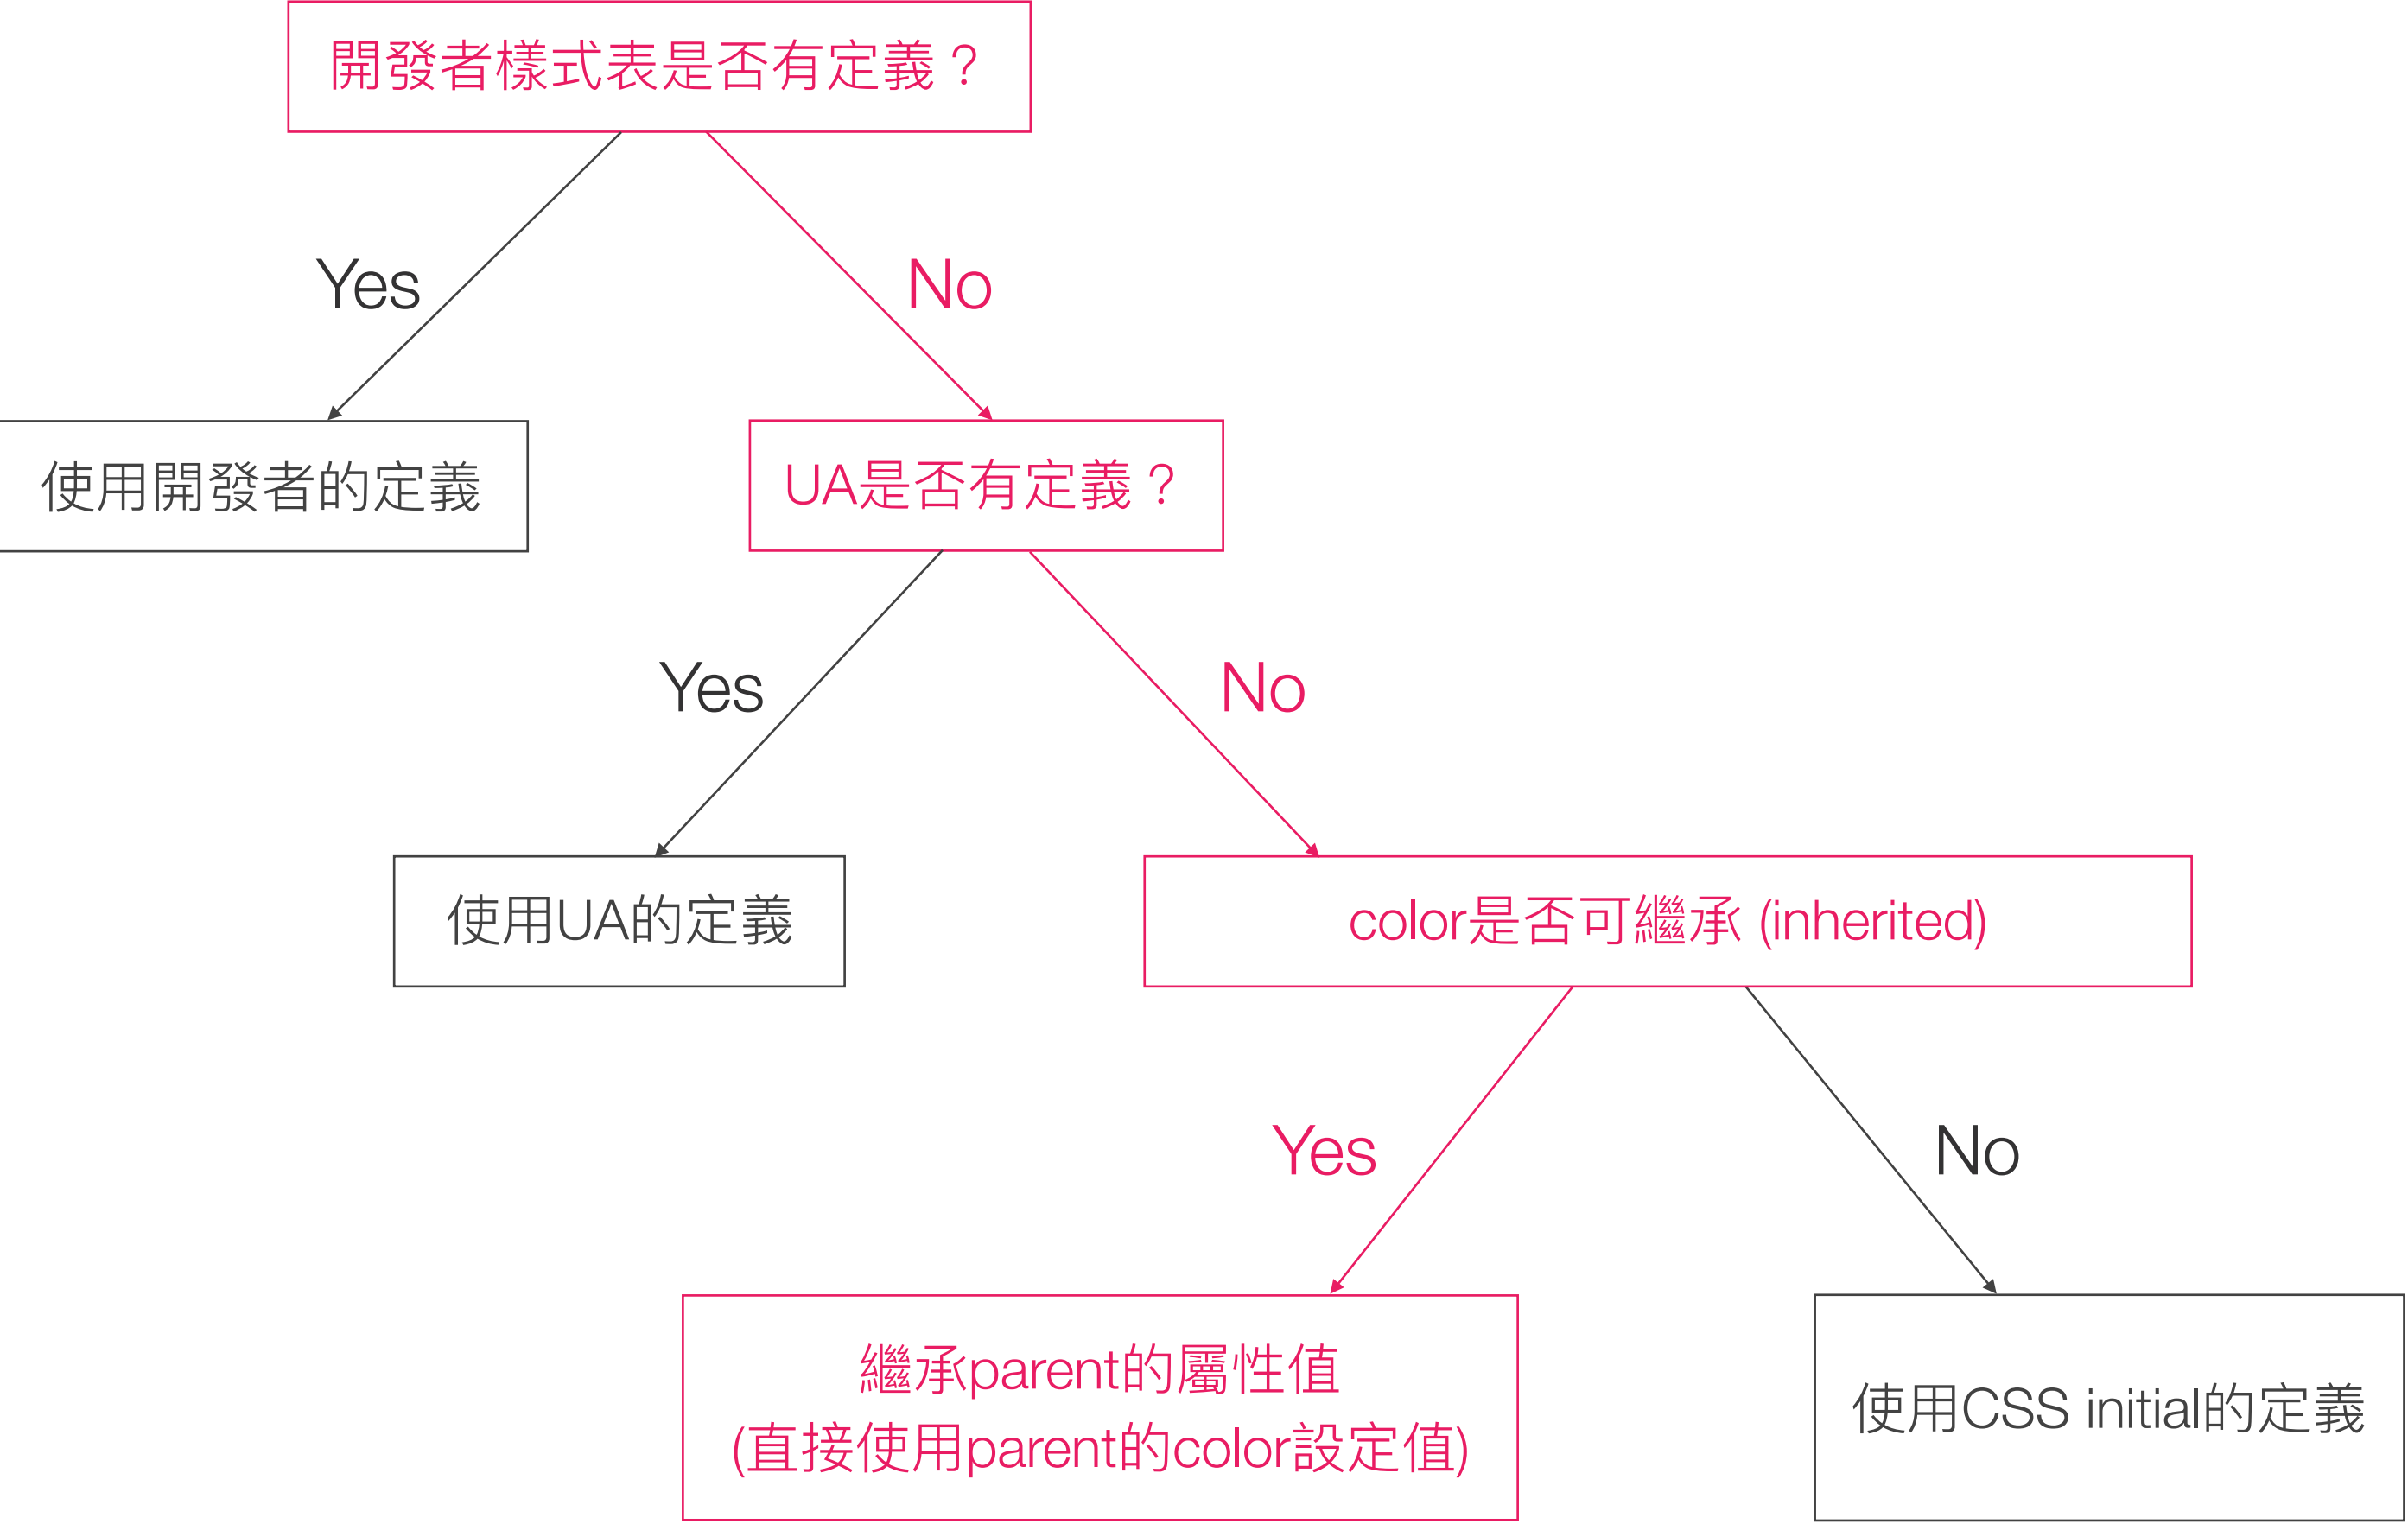 開發者樣式表是否有定義？
Yes
No
使用開發者的定義
UA是否有定義？
Yes
No
使用UA的定義
color是否可繼承 (inherited)
Yes
No
繼承parent的屬性值
(直接使用parent的color設定值)
使用CSS initial的定義